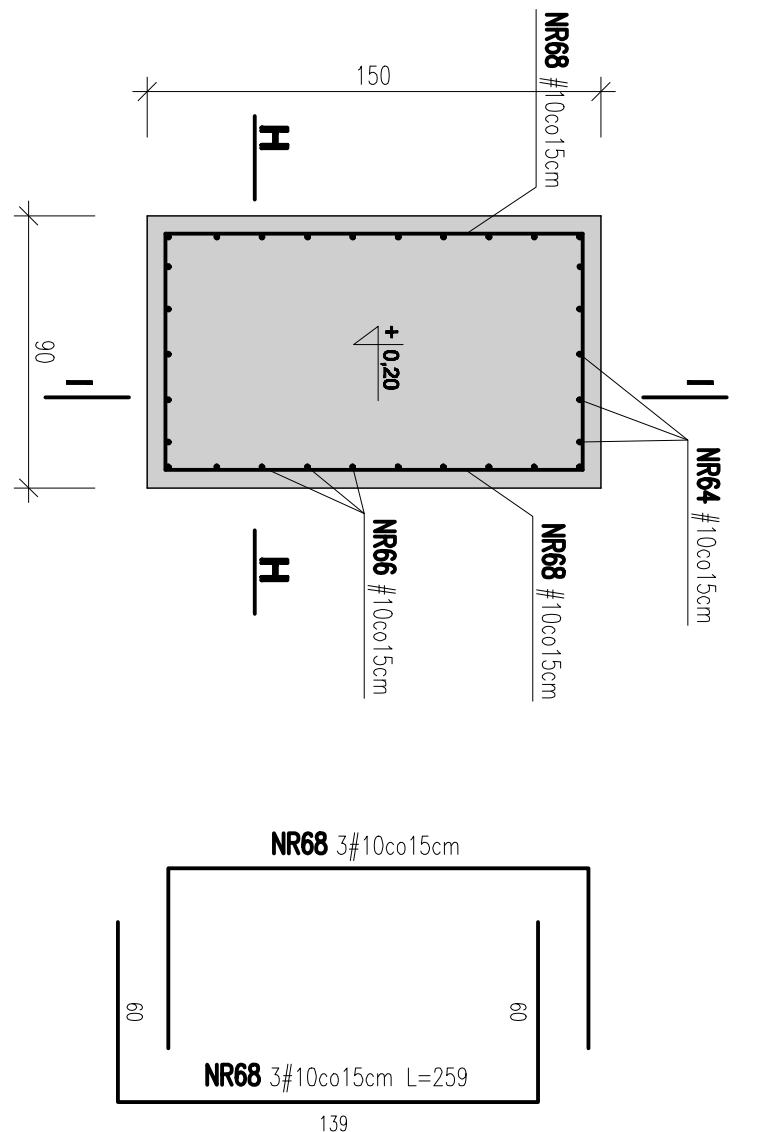 NR68 #10co15cm
150
H
90
+ 0,20
I
I
NR64 #10co15cm
NR68 #10co15cm
NR66 #10co15cm
H
NR68 3#10co15cm
60
60
NR68 3#10co15cm L=259
139